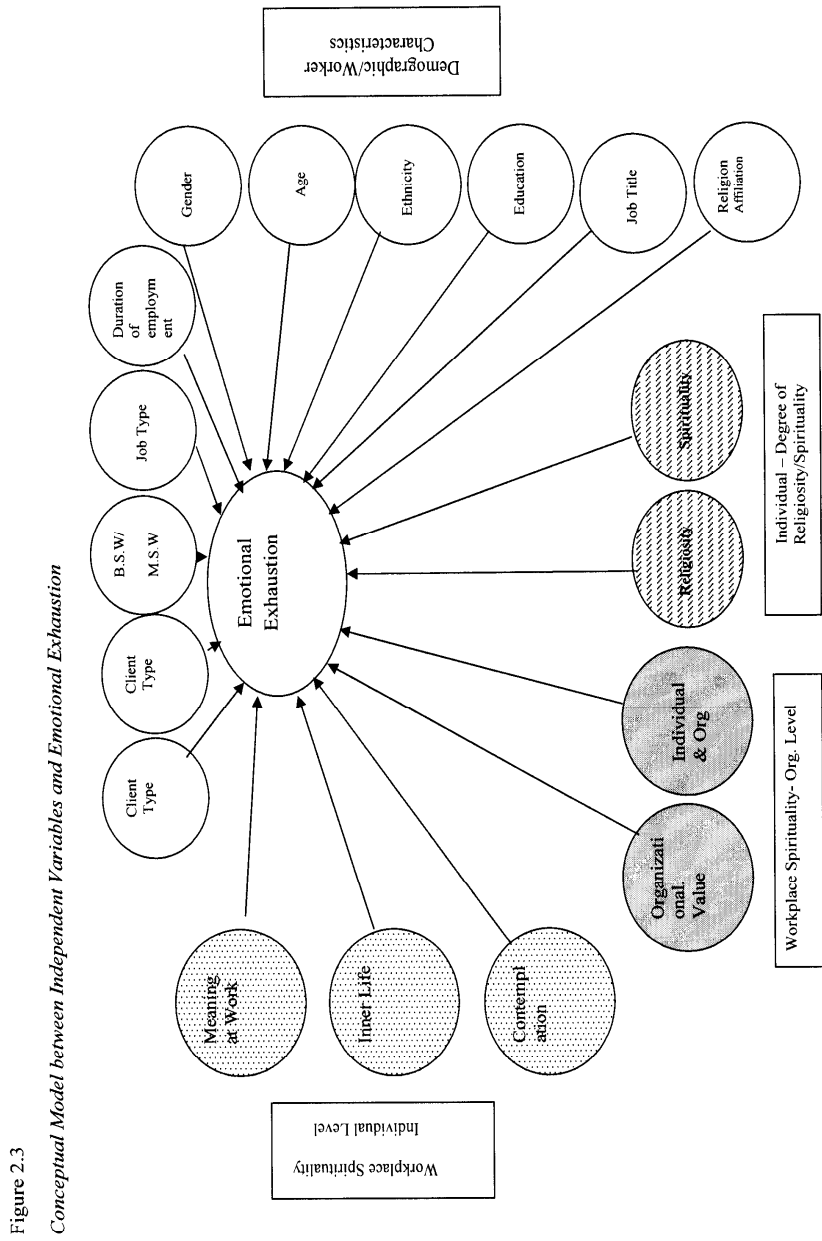 Figure 2.3
Conceptual Model between Independent Variables and Emotional Exhaustion
Workplace Spirituality
Individual Level
Meaning
at Work
Inner Life
Contempl
ation
Client
Type
Client
Type
B.S.W/
M.S.W
Job Type
Duration
of
employm
ent
Gender
Age
Ethnicity
Education
Job Title
Religion
Affiliation
Demographic/Worker
Characteristics
Emotional
Exhaustion
Organizati
onal.
Value
Individual
& Org
Religiosity
Spirituality
Workplace Spirituality- Org. Level
Individual – Degree of
Religiosity/Spirituality